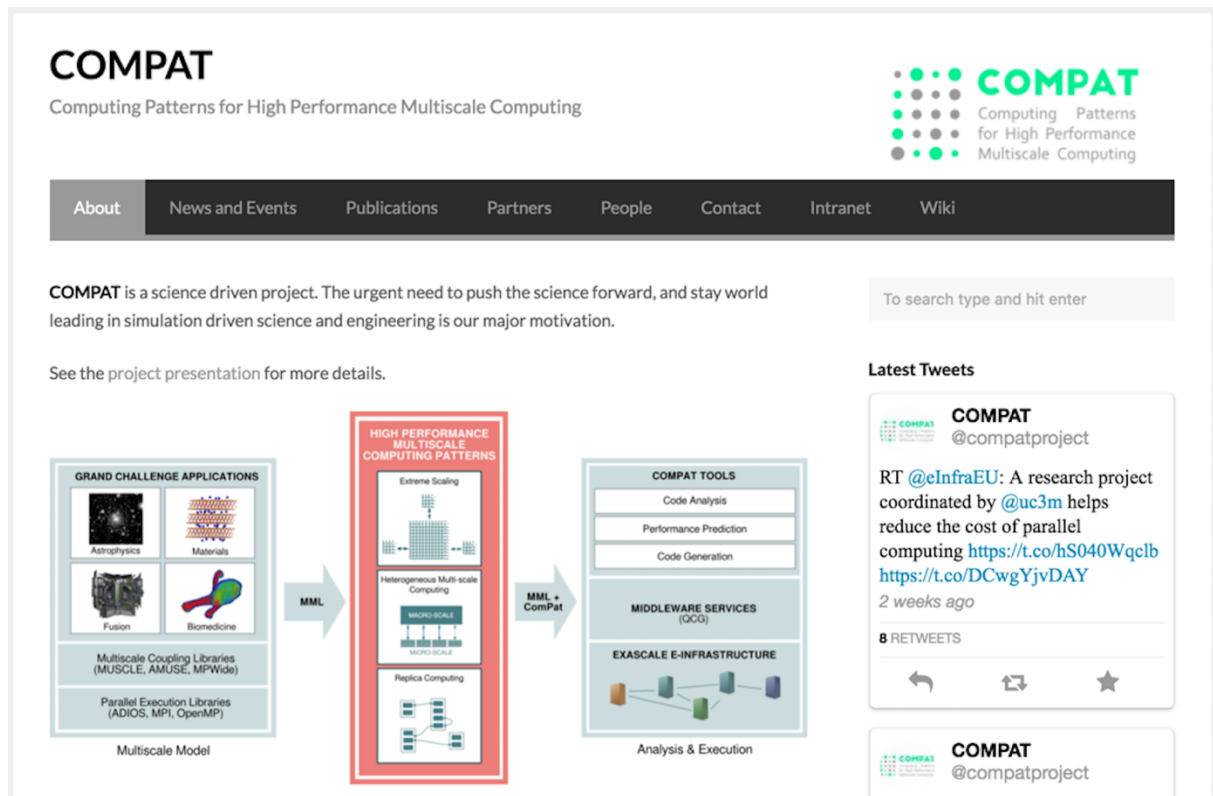 COMPAT
Computing Patterns for High Performance Multiscale Computing
COMPAT
Computing Patterns
for High Performance
Multiscale Computing
About
News and Events
Publications
Partners
People
Contact
Intranet
Wiki
COMPAT is a science driven project. The urgent need to push the science forward, and stay world
leading in simulation driven science and engineering is our major motivation.
See the project presentation for more details.
GRAND CHALLENGE APPLICATIONS
Astrophysics
Materials
Fusion
Biomedicine
Multiscale Coupling Libraries
(MUSCLE, AMUSE, MPWide)
Parallel Execution Libraries
(ADIOS, MPI, OpenMP)
Multiscale Model
MML
HIGH PERFORMANCE
MULTISCALE
COMPUTING PATTERNS
Extreme Scaling
Heterogeneous Multi-scale
Computing
MACRO-SCALE
MICRO-SCALE
Replica Computing
MML +
ComPat
COMPAT TOOLS
Code Analysis
Performance Prediction
Code Generation
MIDDLEWARE SERVICES
(QCG)
EXASCALE E-INFRASTRUCTURE
Analysis & Execution
To search type and hit enter
Latest Tweets
COMPAT
COMPAT
@compatproject
RT @eInfraEU: A research project
coordinated by @uc3m helps
reduce the cost of parallel
computing https://t.co/hS040Wqclb
https://t.co/DCwgYjvDAY
2 weeks ago
8 RETWEETS
COMPAT
COMPAT
@compatproject